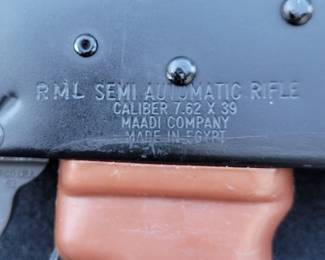 RML SEMI AUTOMATIC RIFLE
CALIBER 7.62 X 39
MAADI COMPANY
MADE IN EGYPT